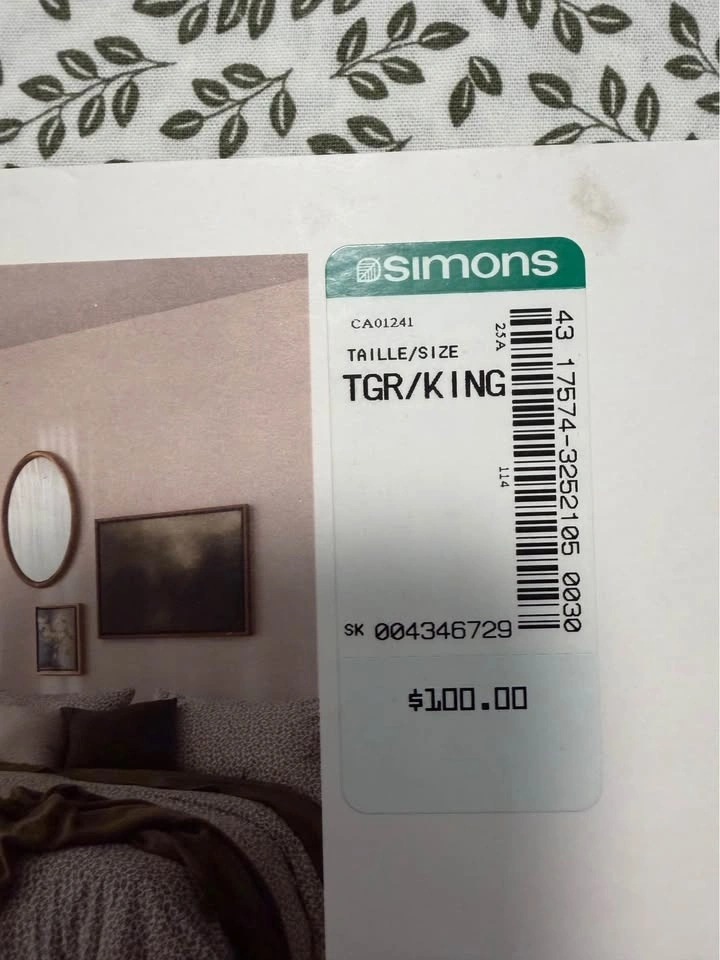 simons
CA01241
TAILLE/SIZE
TGR/KING
25A
114
43 17574-3252105 0030
SK 004346729
$100.00